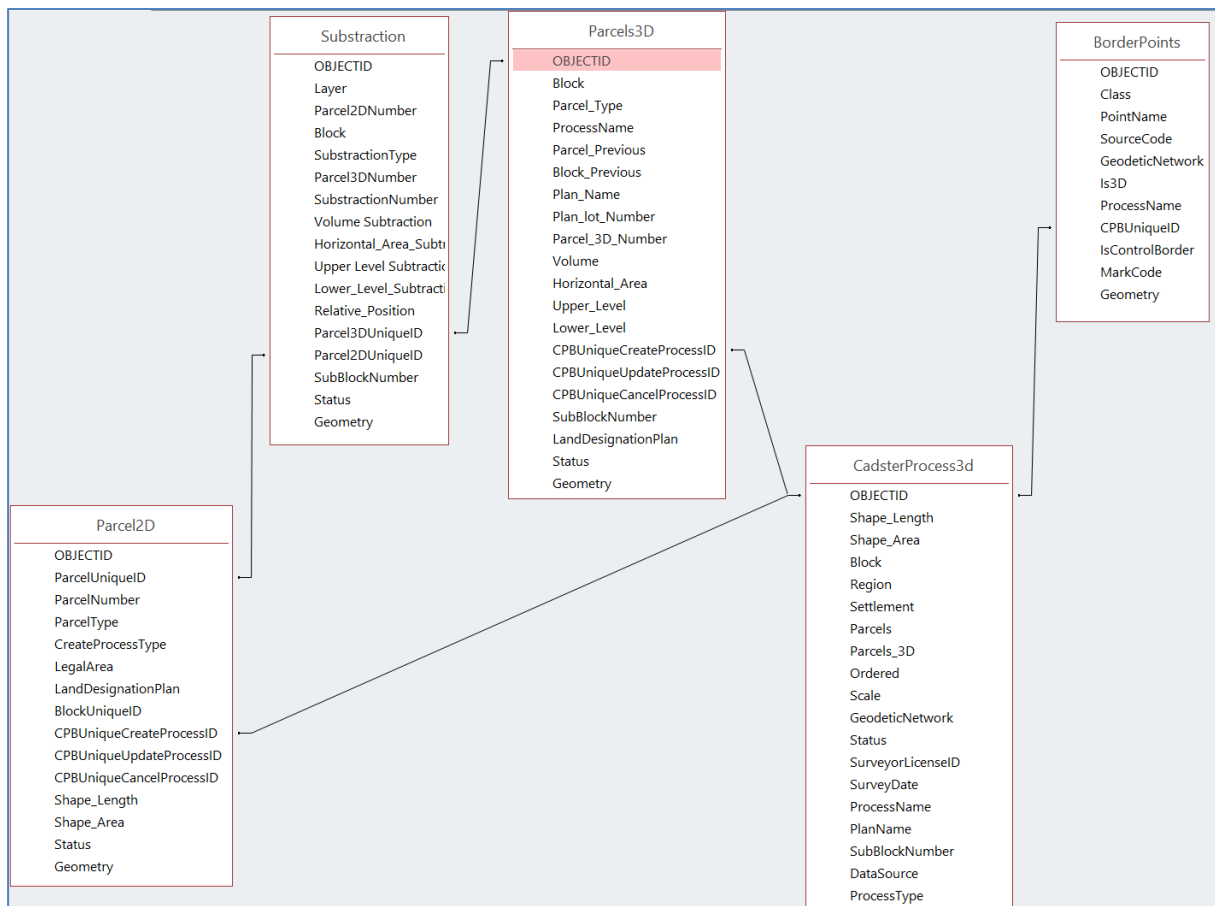 Substraction
OBJECTID
Layer
Parcel2DNumber
Block
SubstractionType
Parcel3DNumber
SubstractionNumber
Volume Subtraction
Horizontal_Area_Subtr
Upper Level Subtractic
Lower_Level_Subtracti
Relative_Position
Parcel3DUniqueID
Parcel2DUniqueID
SubBlockNumber
Status
Geometry
Parcels3D
OBJECTID
Block
Parcel_Type
ProcessName
Parcel_Previous
Block_Previous
Plan_Name
Plan_lot_Number
Parcel_3D_Number
Volume
Horizontal_Area
Upper_Level
Lower_Level
CPBUniqueCreateProcessID
CPBUniqueUpdateProcessID
CPBUniqueCancelProcessID
SubBlockNumber
LandDesignationPlan
Status
Geometry
BorderPoints
OBJECTID
Class
PointName
SourceCode
GeodeticNetwork
Is3D
ProcessName
CPBUniqueID
IsControlBorder
MarkCode
Geometry
Parcel2D
OBJECTID
ParcelUniqueID
ParcelNumber
ParcelType
CreateProcessType
LegalArea
LandDesignationPlan
BlockUniqueID
CPBUniqueCreateProcessID
CPBUniqueUpdateProcessID
CPBUniqueCancelProcessID
Shape_Length
Shape_Area
Status
Geometry
CadsterProcess3d
OBJECTID
Shape_Length
Shape_Area
Block
Region
Settlement
Parcels
Parcels_3D
Ordered
Scale
GeodeticNetwork
Status
SurveyorLicenseID
SurveyDate
ProcessName
PlanName
SubBlockNumber
DataSource
ProcessType